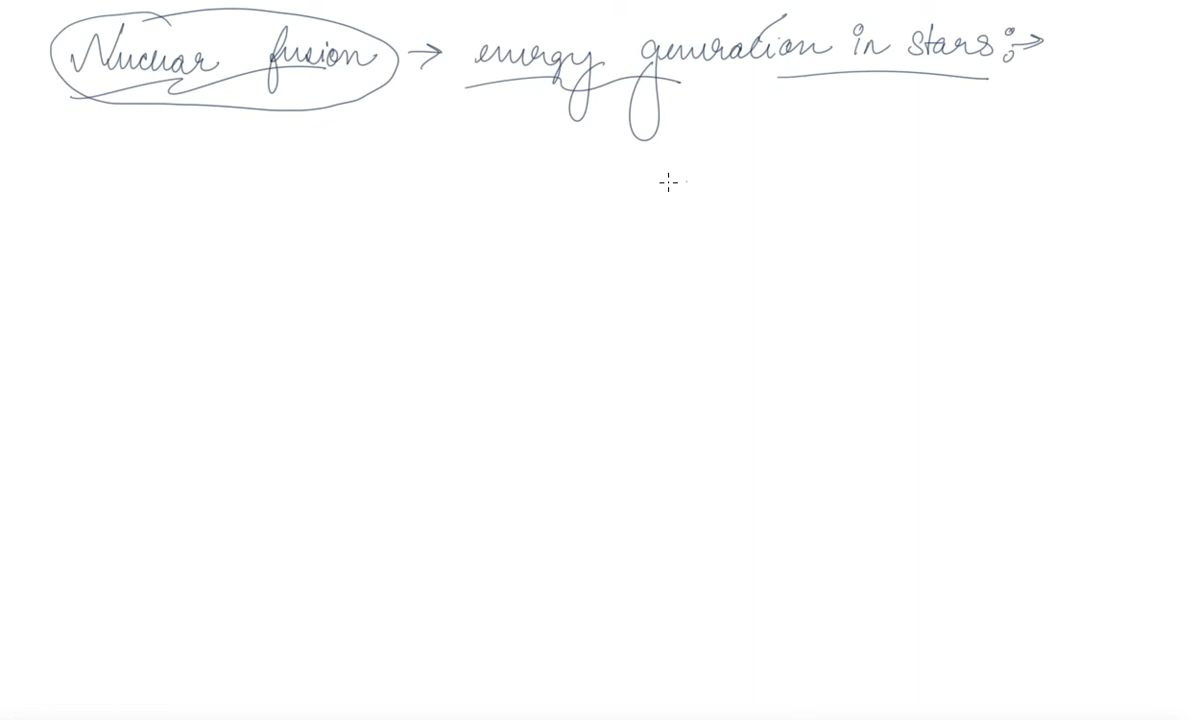 Nuclear fusion → energy generation in stars :→